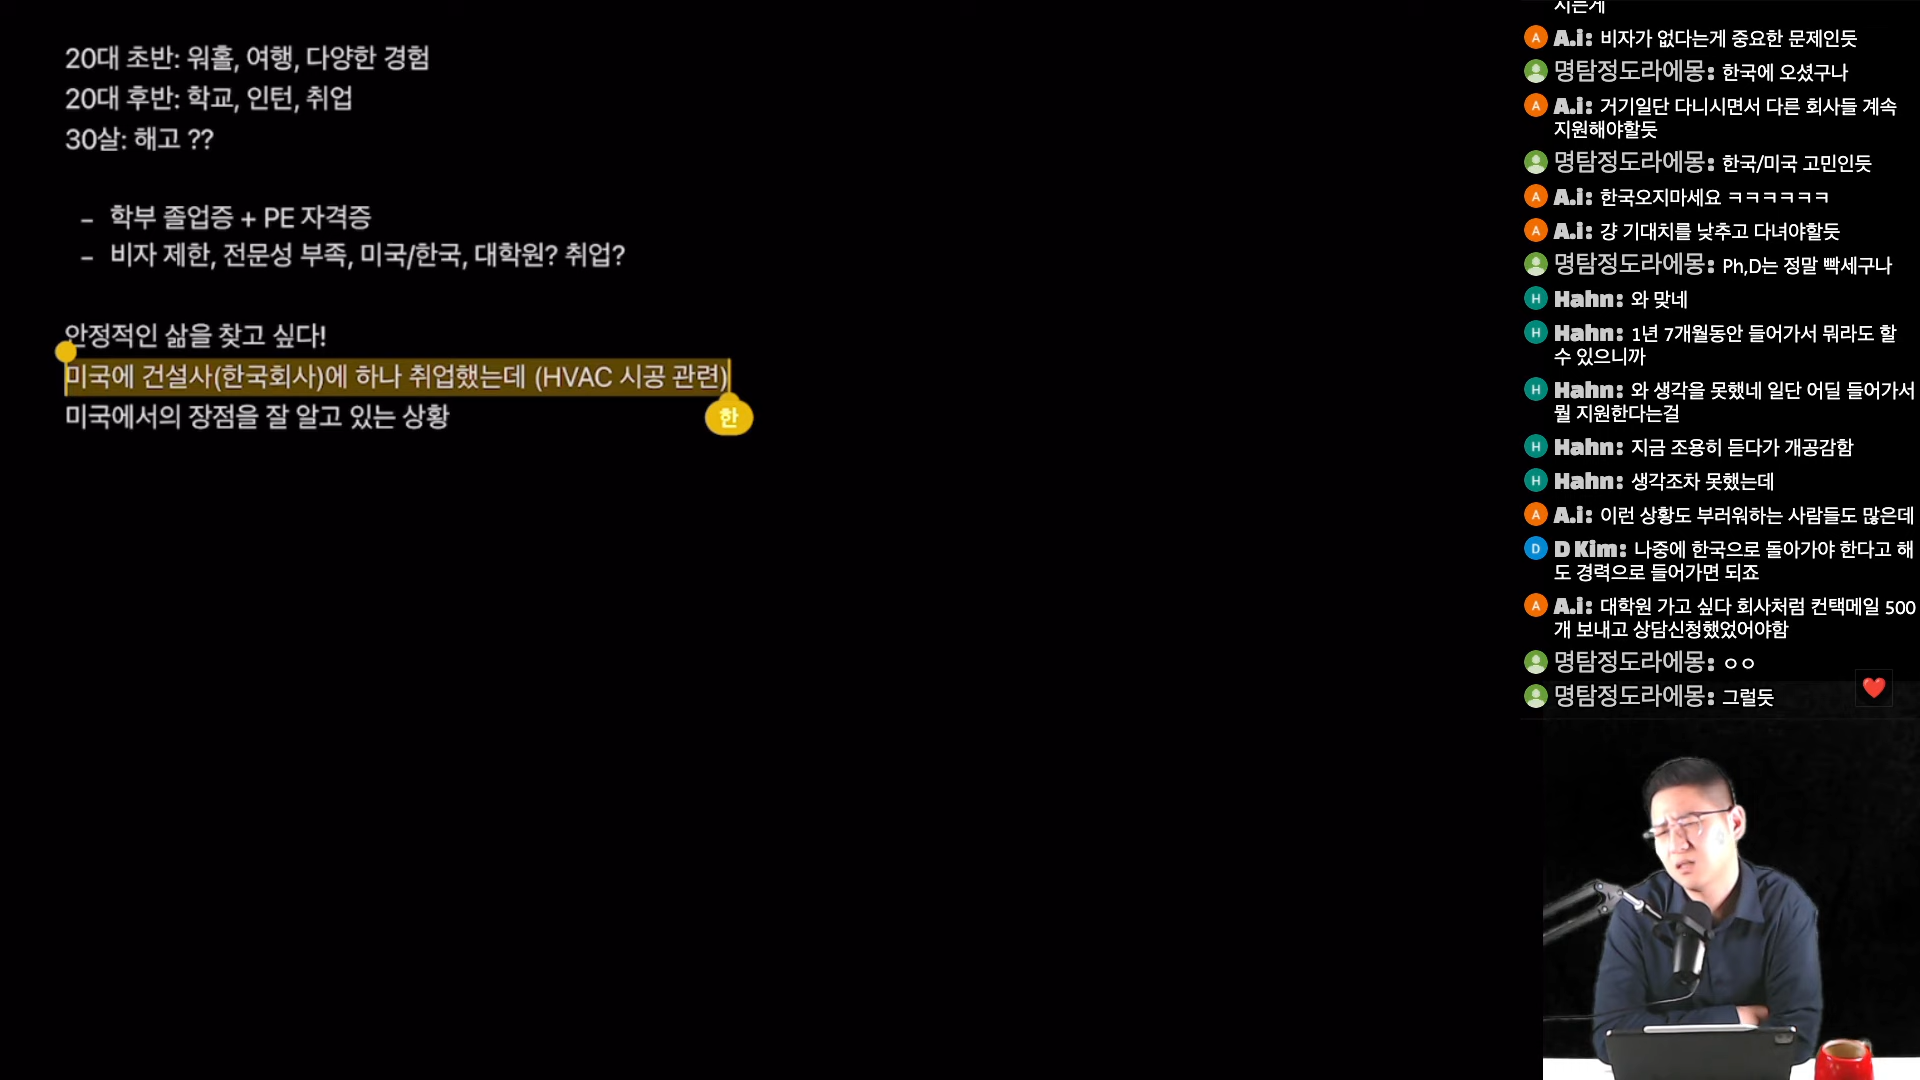 20대 초반: 워홀, 여행, 다양한 경험
20대 후반: 학교, 인턴, 취업
30살: 해고 ??
- 학부 졸업증 + PE 자격증
- 비자 제한, 전문성 부족, 미국/한국, 대학원? 취업?
안정적인 삶을 찾고 싶다!
미국에 건설사(한국회사)에 하나 취업했는데 (HVAC 시공 관련)
미국에서의 장점을 잘 알고 있는 상황
한
지는게
A A.i: 비자가 없다는게 중요한 문제인듯
명탐정도라에몽: 한국에 오셨구나
A A.i: 거기일단 다니시면서 다른 회사들 계속
지원해야할듯
명탐정도라에몽: 한국/미국 고민인듯
A A.i: 한국오지마세요 ㅋㅋㅋㅋㅋㅋ
A A.i: 걍 기대치를 낮추고 다녀야할듯
명탐정도라에몽: Ph,D는 정말 빡세구나
H Hahn: 와 맞네
H Hahn: 1년 7개월동안 들어가서 뭐라도 할
수 있으니까
H Hahn: 와 생각을 못했네 일단 어딜 들어가서
뭘 지원한다는걸
H Hahn: 지금 조용히 듣다가 개공감함
H Hahn: 생각조차 못했는데
A A.i: 이런 상황도 부러워하는 사람들도 많은데
D D Kim: 나중에 한국으로 돌아가야 한다고 해
도 경력으로 들어가면 되죠
A A.i: 대학원 가고 싶다 회사처럼 컨택메일 500
개 보내고 상담신청했었어야함
명탐정도라에몽: ㅇㅇ
명탐정도라에몽: 그럴듯